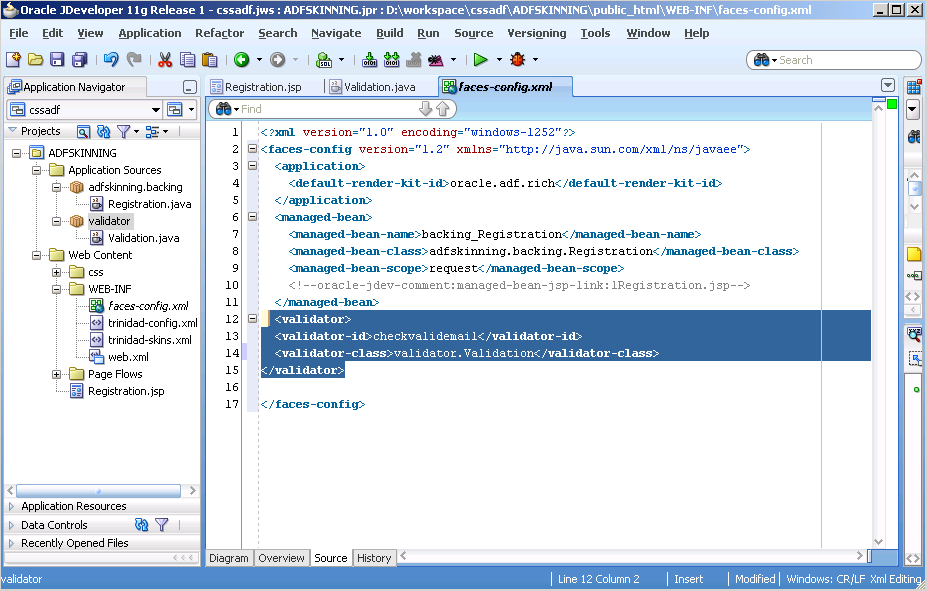 Oracle JDeveloper 11g Release 1 - cssadf.jws : ADFSKINNING.jpr : D:\workspace\cssadf\ADFSKINNING\public_html\WEB-INF\faces-config.xml
File Edit View Application Refactor Search Navigate Build Run Source Versioning Tools Window Help
Search
Application Navigator
Registration.jsp Validation.java faces-config.xml
cssadf
Find
Projects
ADFSKINNING
Application Sources
adfskinning.backing
Registration.java
validator
Validation.java
Web Content
css
WEB-INF
faces-config.xml
trinidad-config.xml
trinidad-skins.xml
web.xml
Page Flows
Registration.jsp
Application Resources
Data Controls
Recently Opened Files
1 <?xml version="1.0" encoding="windows-1252"?>
2 <faces-config version="1.2" xmlns="http://java.sun.com/xml/ns/javaee">
3 <application>
4 <default-render-kit-id>oracle.adf.rich</default-render-kit-id>
5 </application>
6 <managed-bean>
7 <managed-bean-name>backing_Registration</managed-bean-name>
8 <managed-bean-class>adfskinning.backing.Registration</managed-bean-class>
9 <managed-bean-scope>request</managed-bean-scope>
10 <!--oracle-jdev-comment:managed-bean-jsp-link:1Registration.jsp-->
11 </managed-bean>
12 <validator>
13 <validator-id>checkvalidemail</validator-id>
14 <validator-class>validator.Validation</validator-class>
15 </validator>
16
17 </faces-config>
Diagram Overview Source History
validator
Line 12 Column 2 Insert Modified Windows: CR/LF Xml Editing